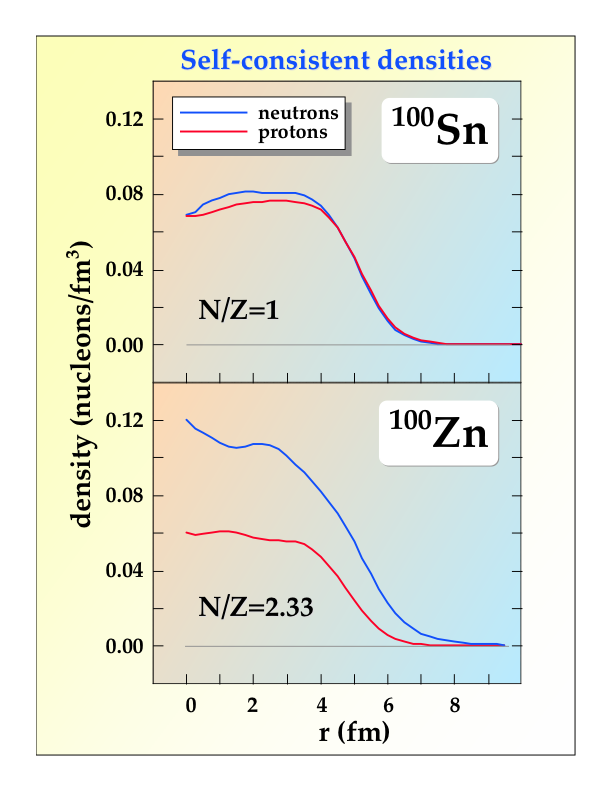 Self-consistent densities
neutrons
protons
¹⁰⁰Sn
0.12
0.08
0.04
0.00
N/Z=1
density (nucleons/fm³)
¹⁰⁰Zn
0.12
0.08
0.04
0.00
N/Z=2.33
0 2 4 6 8
r (fm)